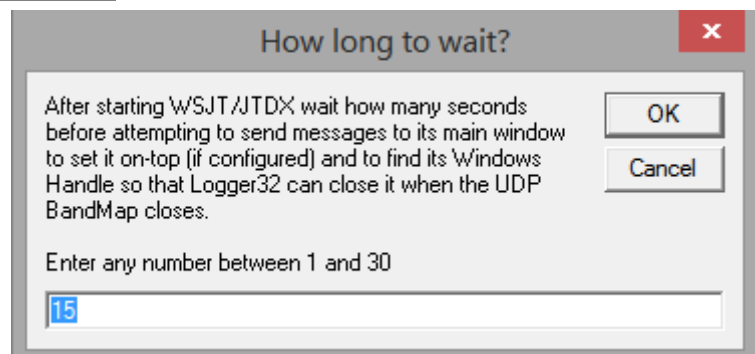 How long to wait?
x
After starting WSJT/JTDX wait how many seconds
before attempting to send messages to its main window
to set it on-top (if configured) and to find its Windows
Handle so that Logger32 can close it when the UDP
BandMap closes.
OK
Cancel
Enter any number between 1 and 30
15